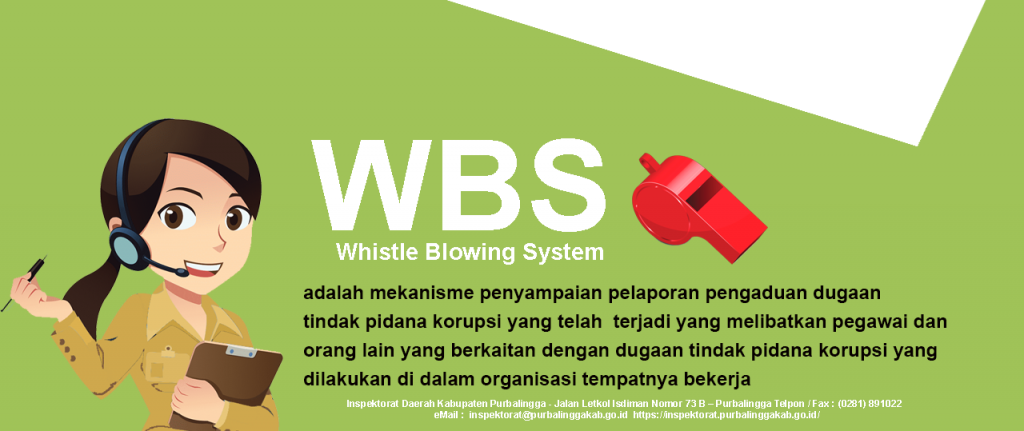 WBS
Whistle Blowing System
adalah mekanisme penyampaian pelaporan pengaduan dugaan
tindak pidana korupsi yang telah  terjadi yang melibatkan pegawai dan
orang lain yang berkaitan dengan dugaan tindak pidana korupsi yang
dilakukan di dalam organisasi tempatnya bekerja
Inspektorat Daerah Kabupaten Purbalingga - Jalan Letkol Isdiman Nomor 73 B – Purbalingga Telpon / Fax : (0281) 891022
eMail :  inspektorat@purbalinggakab.go.id  https://inspektorat.purbalinggakab.go.id/